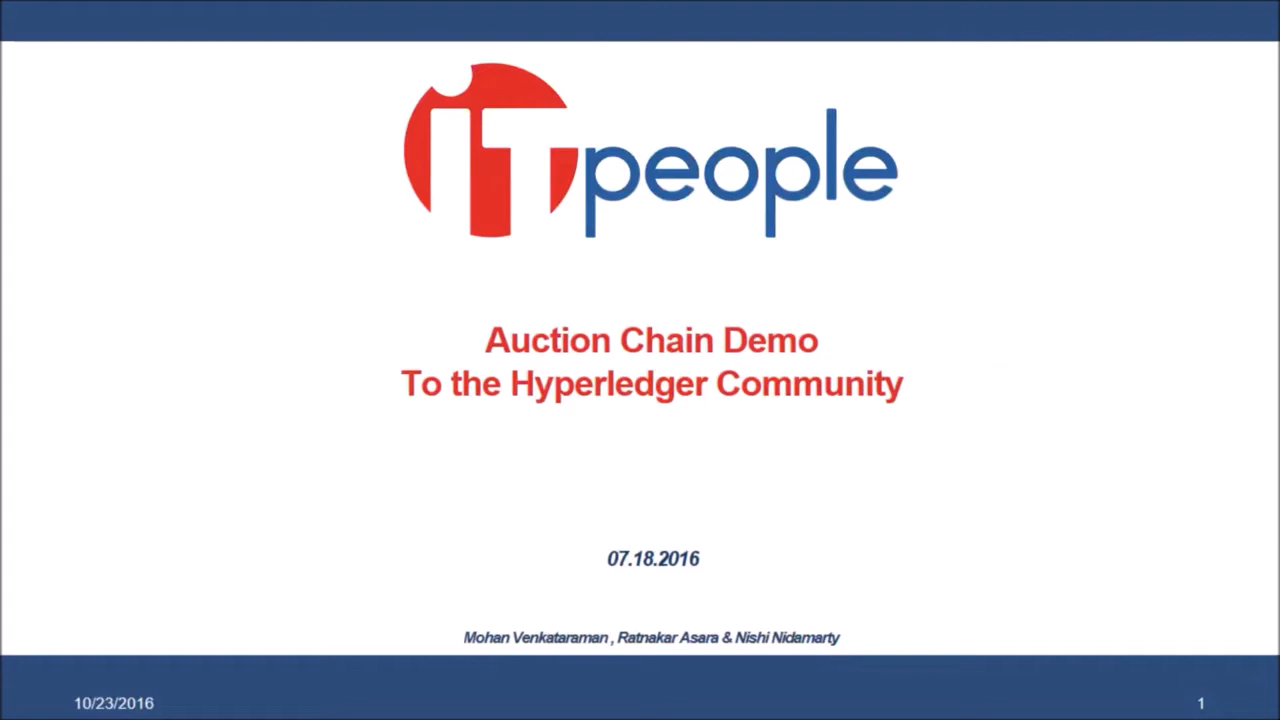 iT people
Auction Chain Demo
To the Hyperledger Community
07.18.2016
Mohan Venkataraman , Ratnakar Asara & Nishi Nidamarty
10/23/2016
1